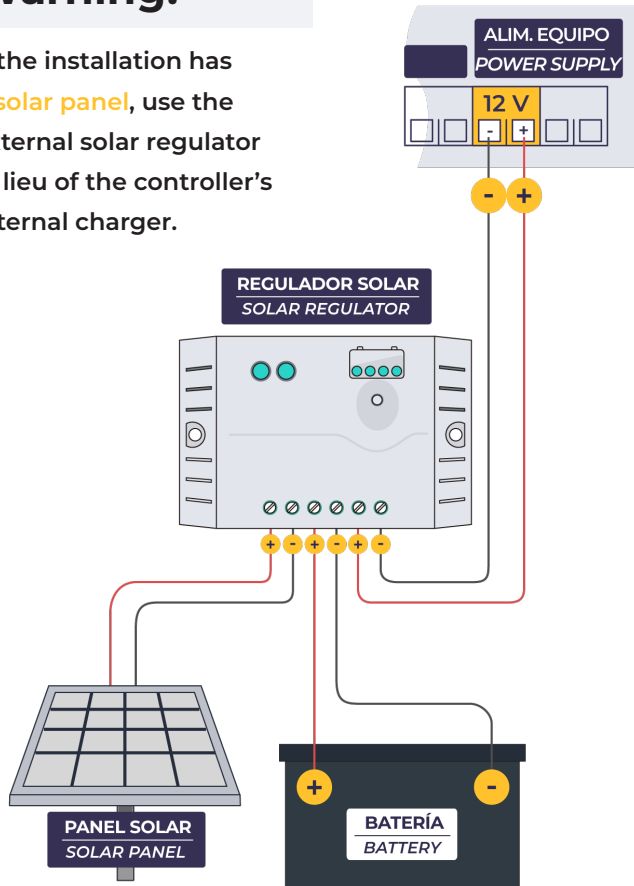 the installation has
solar panel, use the
ternal solar regulator
lieu of the controller's
ternal charger.
ALIM. EQUIPO
POWER SUPPLY
12 V
- +
- +
REGULADOR SOLAR
SOLAR REGULATOR
+ - + - + -
+ -
PANEL SOLAR
SOLAR PANEL
BATERÍA
BATTERY